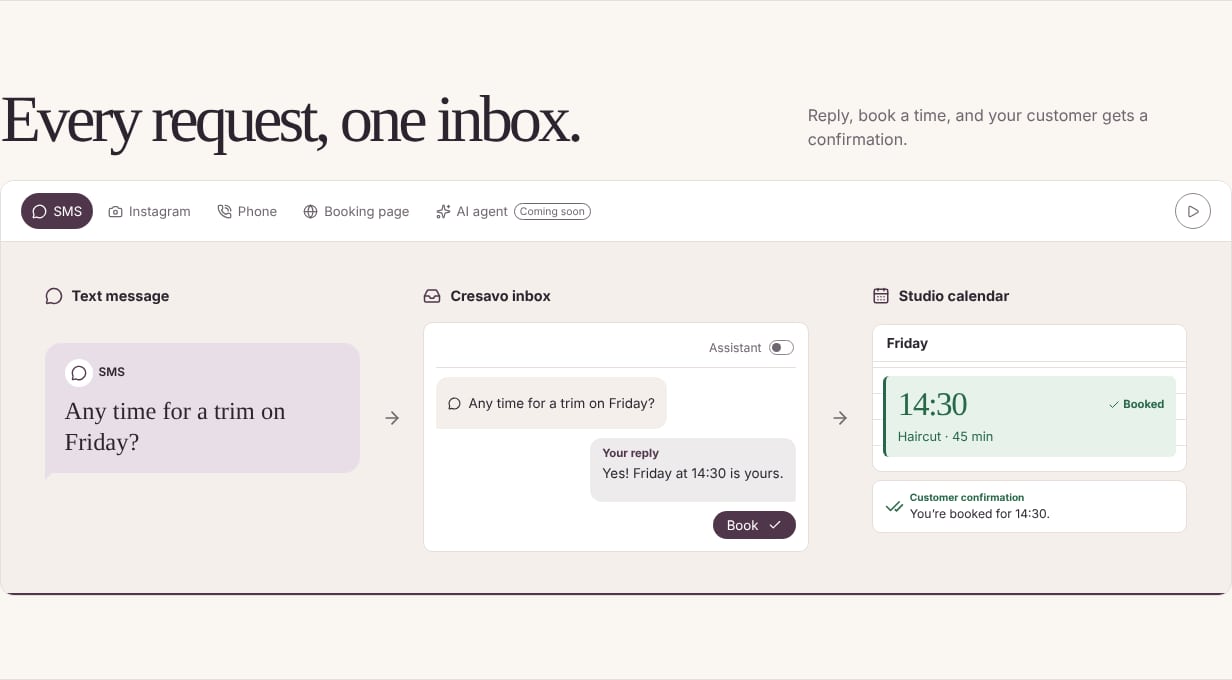 Every request, one inbox.
Reply, book a time, and your customer gets a
confirmation.
SMS
Instagram
Phone
Booking page
AI agent
Coming soon
Text message
SMS
Any time for a trim on
Friday?
Cresavo inbox
Assistant
Any time for a trim on Friday?
Your reply
Yes! Friday at 14:30 is yours.
Book
Studio calendar
Friday
14:30
Booked
Haircut · 45 min
Customer confirmation
You’re booked for 14:30.